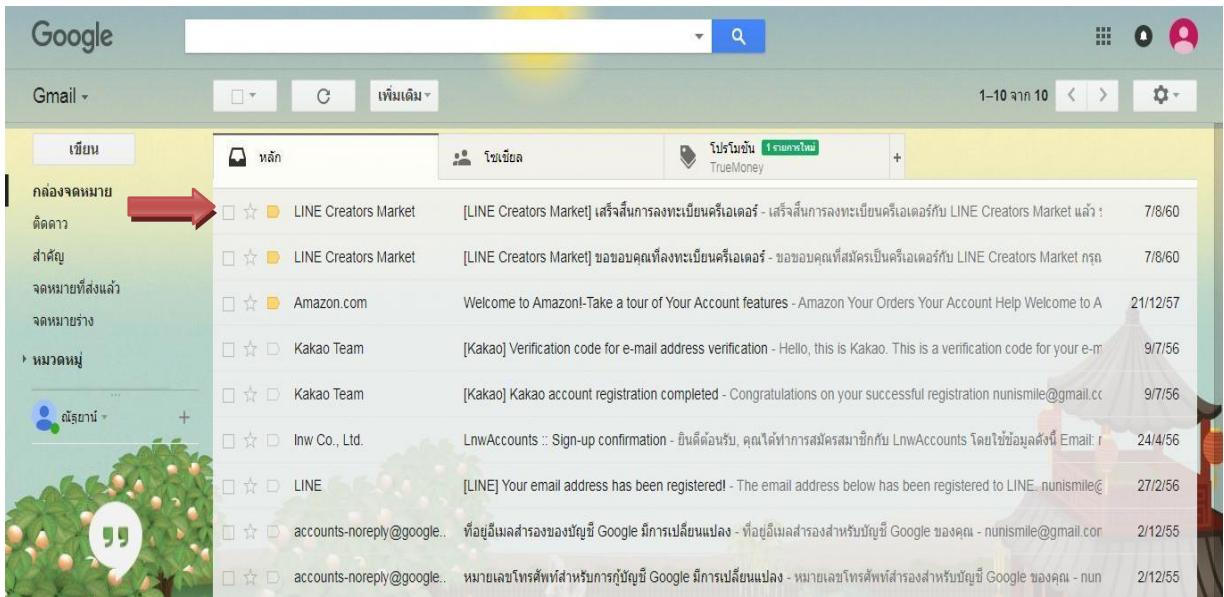 Google
Gmail
เพิ่มเติม
1–10 จาก 10
เขียน
หลัก
โซเชียล
โปรโมชัน 1 รายการใหม่
TrueMoney
กล่องจดหมาย
ติดดาว
สำคัญ
จดหมายที่ส่งแล้ว
จดหมายร่าง
หมวดหมู่
ณัฐยาน์
LINE Creators Market [LINE Creators Market] เสร็จสิ้นการลงทะเบียนครีเอเตอร์ - เสร็จสิ้นการลงทะเบียนครีเอเตอร์กับ LINE Creators Market แล้ว 7/8/60
LINE Creators Market [LINE Creators Market] ขอขอบคุณที่ลงทะเบียนครีเอเตอร์ - ขอขอบคุณที่สมัครเป็นครีเอเตอร์กับ LINE Creators Market กรุณ 7/8/60
Amazon.com Welcome to Amazon!-Take a tour of Your Account features - Amazon Your Orders Your Account Help Welcome to A 21/12/57
Kakao Team [Kakao] Verification code for e-mail address verification - Hello, this is Kakao. This is a verification code for your e-m 9/7/56
Kakao Team [Kakao] Kakao account registration completed - Congratulations on your successful registration nunismile@gmail.cc 9/7/56
lnw Co., Ltd. LnwAccounts :: Sign-up confirmation - ยินดีต้อนรับ, คุณได้ทำการสมัครสมาชิกกับ LnwAccounts โดยใช้ข้อมูลดังนี้ Email: 24/4/56
LINE [LINE] Your email address has been registered! - The email address below has been registered to LINE. nunismile@ 27/2/56
accounts-noreply@google.. ที่อยู่อีเมลสำรองของบัญชี Google มีการเปลี่ยนแปลง - ที่อยู่อีเมลสำรองสำหรับบัญชี Google ของคุณ - nunismile@gmail.con 2/12/55
accounts-noreply@google.. หมายเลขโทรศัพท์สำหรับการกู้บัญชี Google มีการเปลี่ยนแปลง - หมายเลขโทรศัพท์สำรองสำหรับบัญชี Google ของคุณ - nun 2/12/55